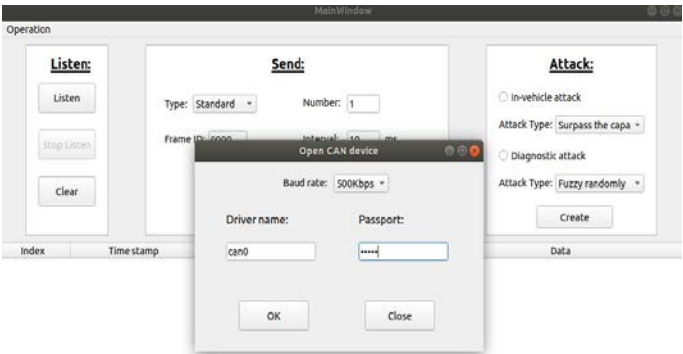 MainWindow
Operation
Listen:
Listen
Stop Listen
Clear
Send:
Type: Standard
Number: 1
Frame ID: 0000
Interval: 10 ms
Attack:
In-vehicle attack
Attack Type: Surpass the capa
Diagnostic attack
Attack Type: Fuzzy randomly
Create
Open CAN device
Baud rate: 500Kbps
Driver name:
Passport:
can0
•••••
OK
Close
Index
Time stamp
Data